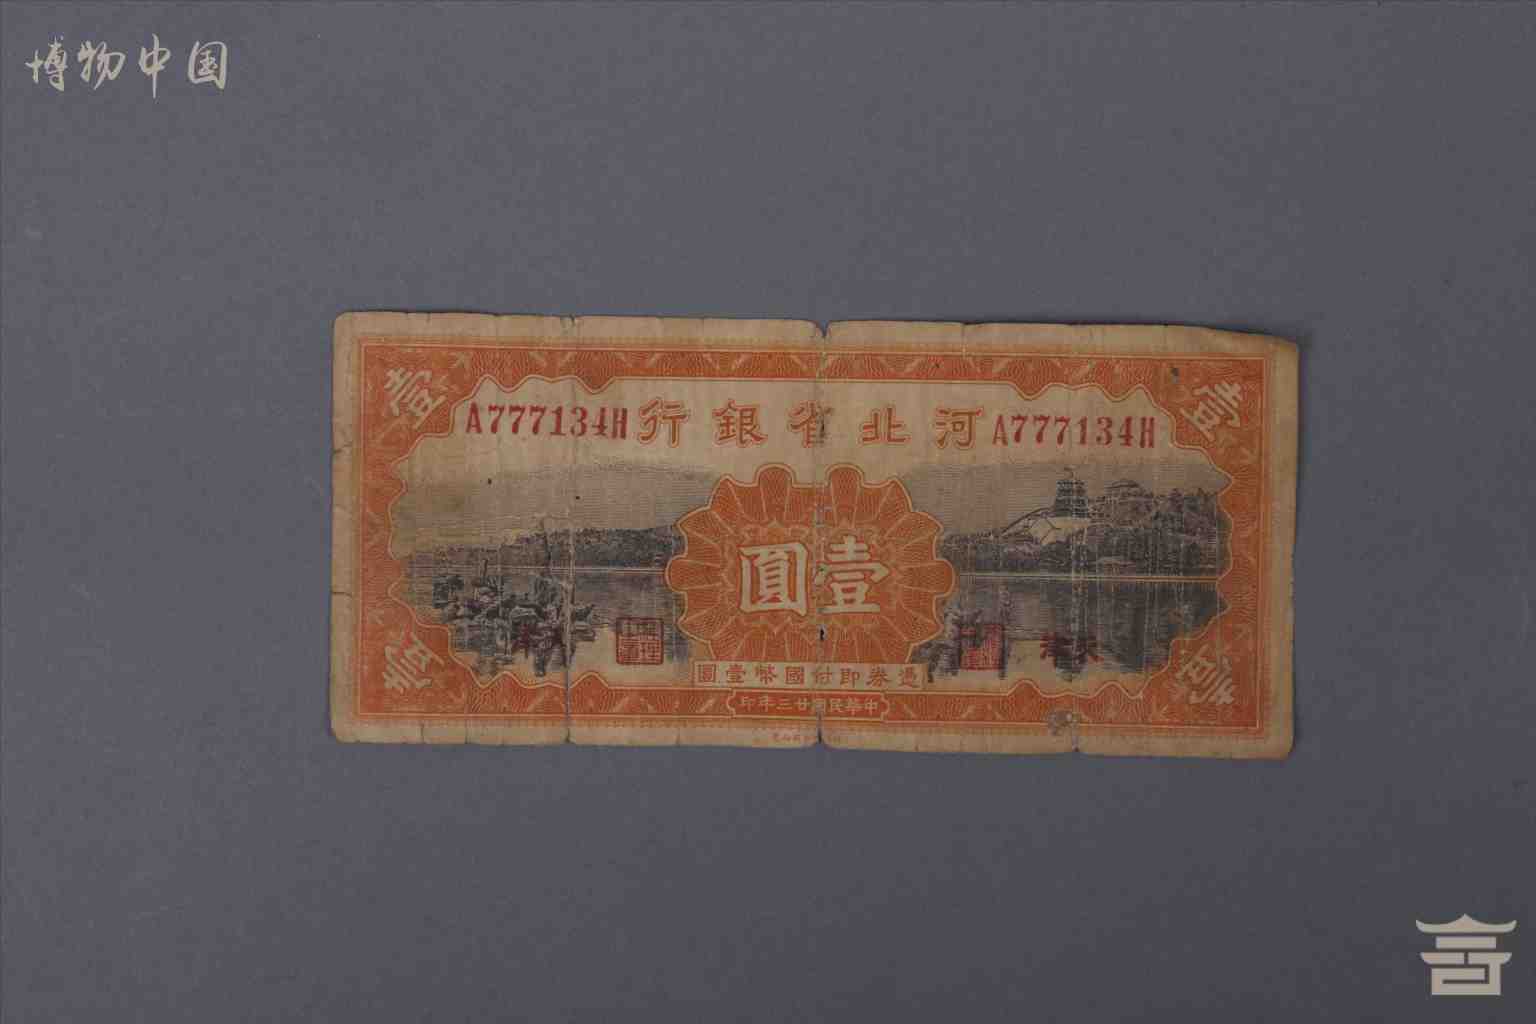 博物中国
壹
壹
A777134H
河北省銀行
A777134H
壹圓
天津
天津
憑券即付國幣壹圓
中華民國廿三年印
壹
壹